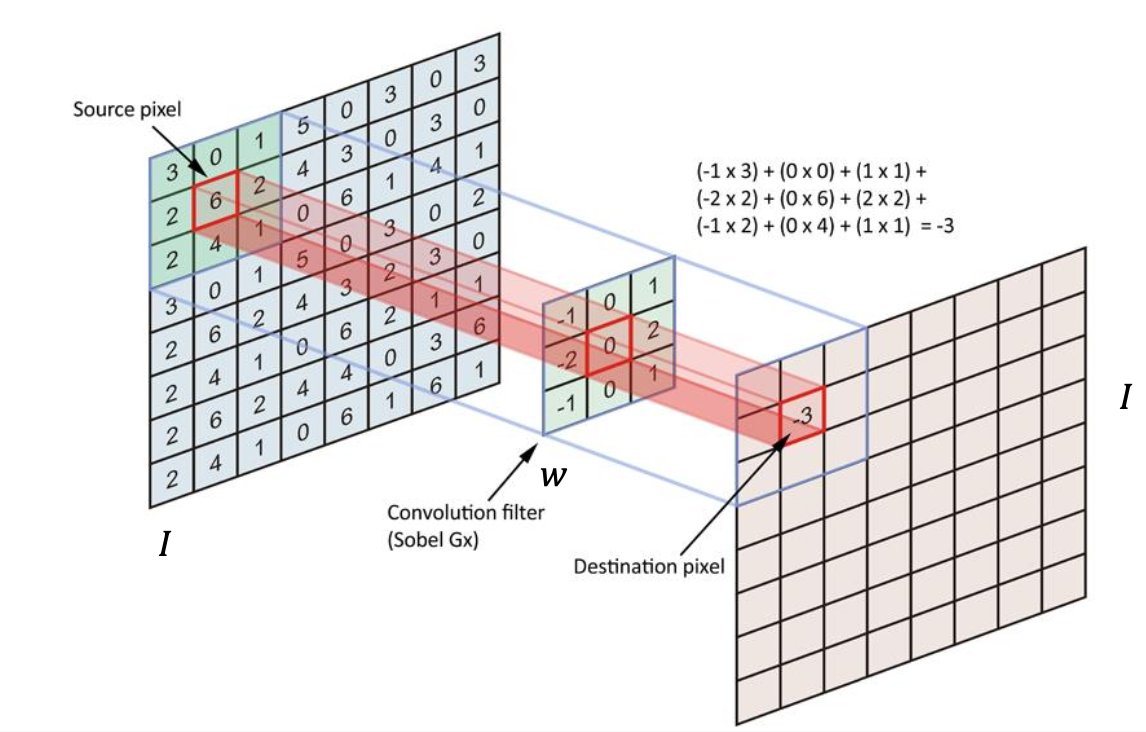 Source pixel
3 0 1 5 0 3 0 3
2 6 2 4 3 0 3 0
2 4 1 0 6 1 4 1
3 0 1 5 0 3 0 2
2 6 2 4 3 2 3 0
2 4 1 0 6 2 1 1
2 6 2 4 4 0 3 6
2 4 1 0 6 1 6 1
I
(-1 x 3) + (0 x 0) + (1 x 1) +
(-2 x 2) + (0 x 6) + (2 x 2) +
(-1 x 2) + (0 x 4) + (1 x 1) = -3
-1 0 1
-2 0 2
-1 0 1
w
Convolution filter
(Sobel Gx)
-3
Destination pixel
I